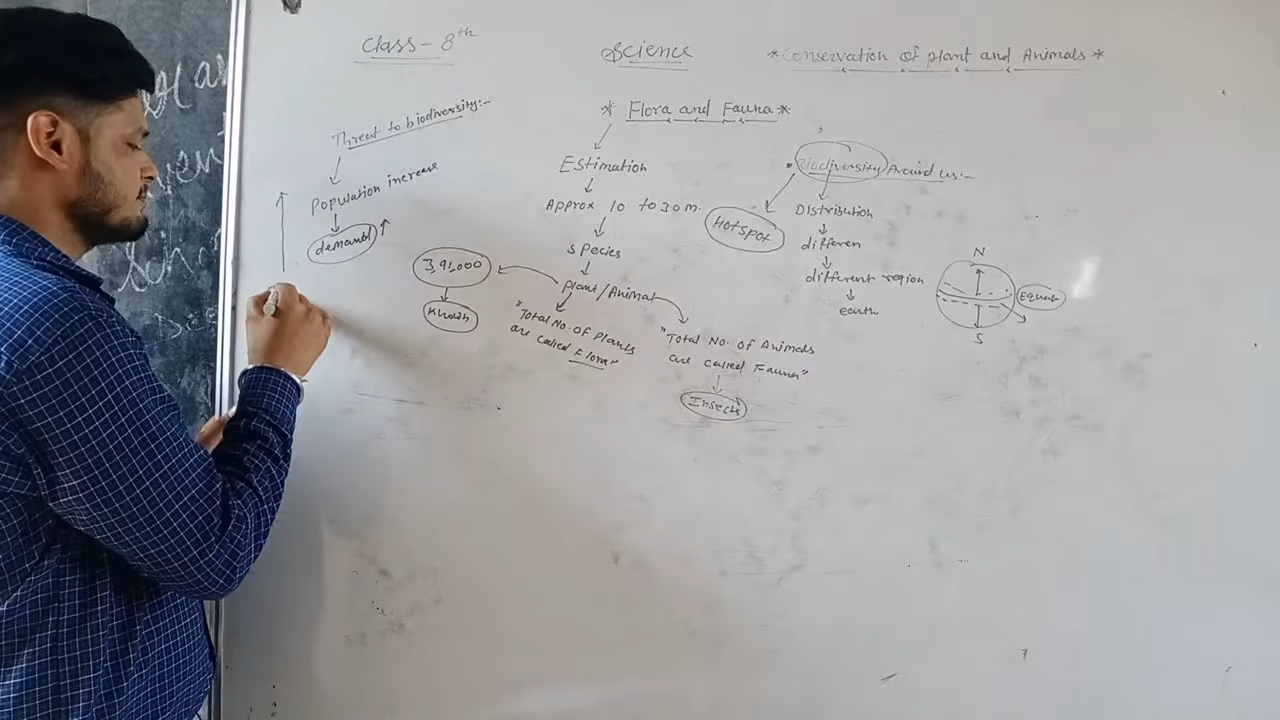 Class - 8th
Science
*Conservation of plant and Animals*
Threat to biodiversity:-
Population increase
demand
* Flora and Fauna *
Estimation
Approx 10 to 30 m.
Species
plant/Animal
3,91,000
Known
"Total No. of plants
are called Flora"
"Total No. of Animals
are called Fauna"
Insects
Biodiversity Around us:-
Hotspot
Distribution
differen
different region
earth
N
S